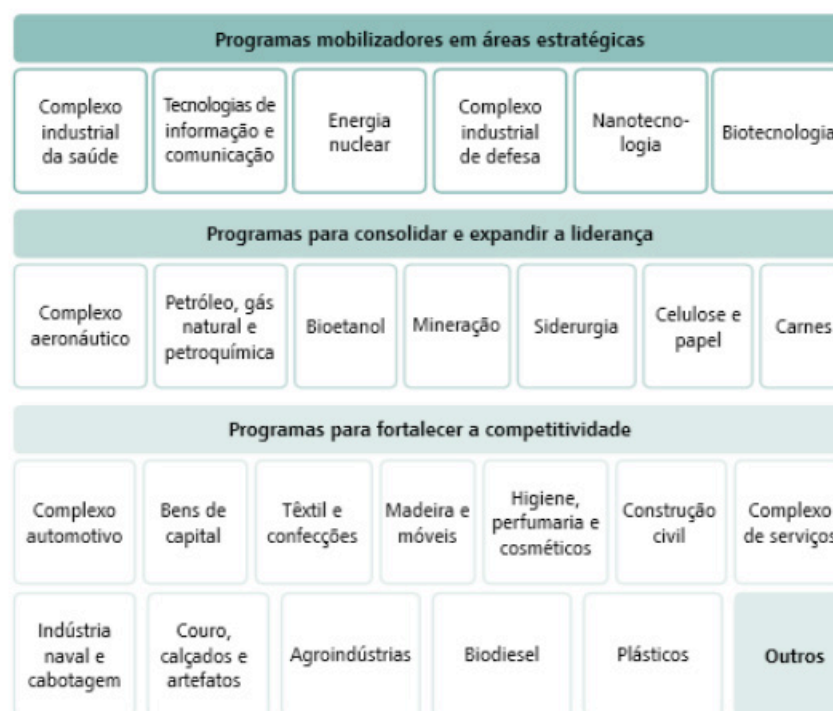 Programas mobilizadores em áreas estratégicas
Complexo
industrial
da saúde
Tecnologias de
informação e
comunicação
Energia
nuclear
Complexo
industrial
de defesa
Nanotecno-
logia
Biotecnologia
Programas para consolidar e expandir a liderança
Complexo
aeronáutico
Petróleo, gás
natural e
petroquímica
Bioetanol
Mineração
Siderurgia
Celulose e
papel
Carnes
Programas para fortalecer a competitividade
Complexo
automotivo
Bens de
capital
Têxtil e
confecções
Madeira e
móveis
Higiene,
perfumaria e
cosméticos
Construção
civil
Complexo
de serviços
Indústria
naval e
cabotagem
Couro,
calçados e
artefatos
Agroindústrias
Biodiesel
Plásticos
Outros